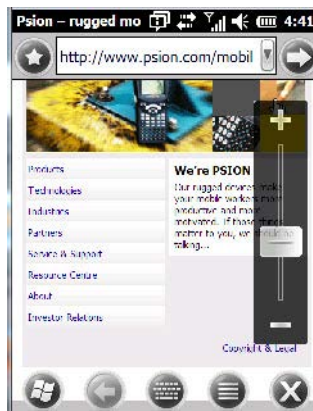 Psion – rugged mo 4:41
http://www.psion.com/mobil
Products
Technologies
Industries
Partners
Service & Support
Resource Centre
About
Investor Relations
We're PSION
Our rugged devices make
your mobile workers more
productive and more
motivated. If those things
matter to you, we should be
talking...
Copyright & Legal